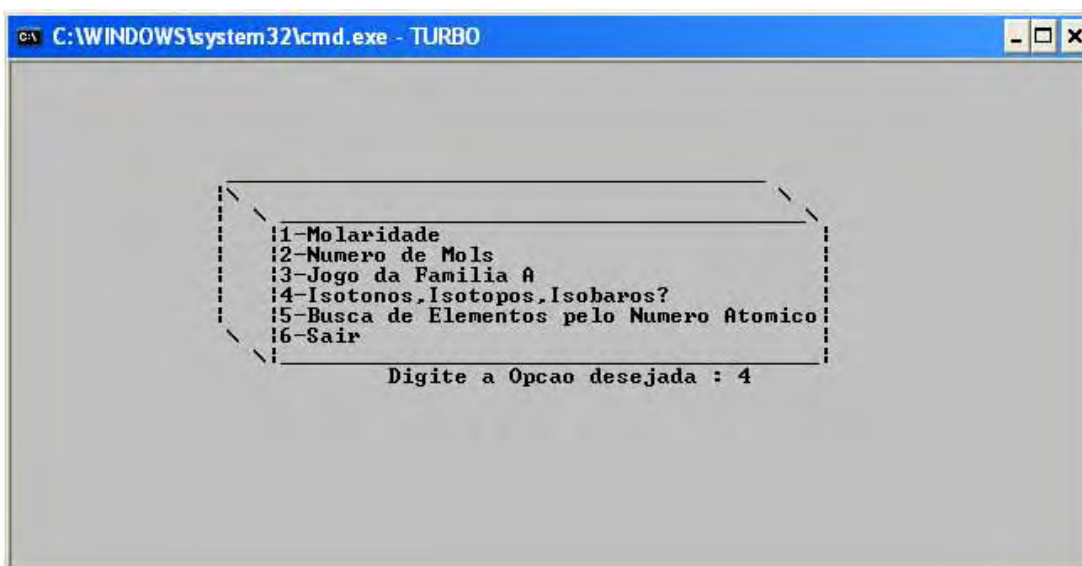 C:\WINDOWS\system32\cmd.exe - TURBO
1-Molaridade
2-Numero de Mols
3-Jogo da Familia A
4-Isotonos,Isotopos,Isobaros?
5-Busca de Elementos pelo Numero Atomico
6-Sair
Digite a Opcao desejada : 4